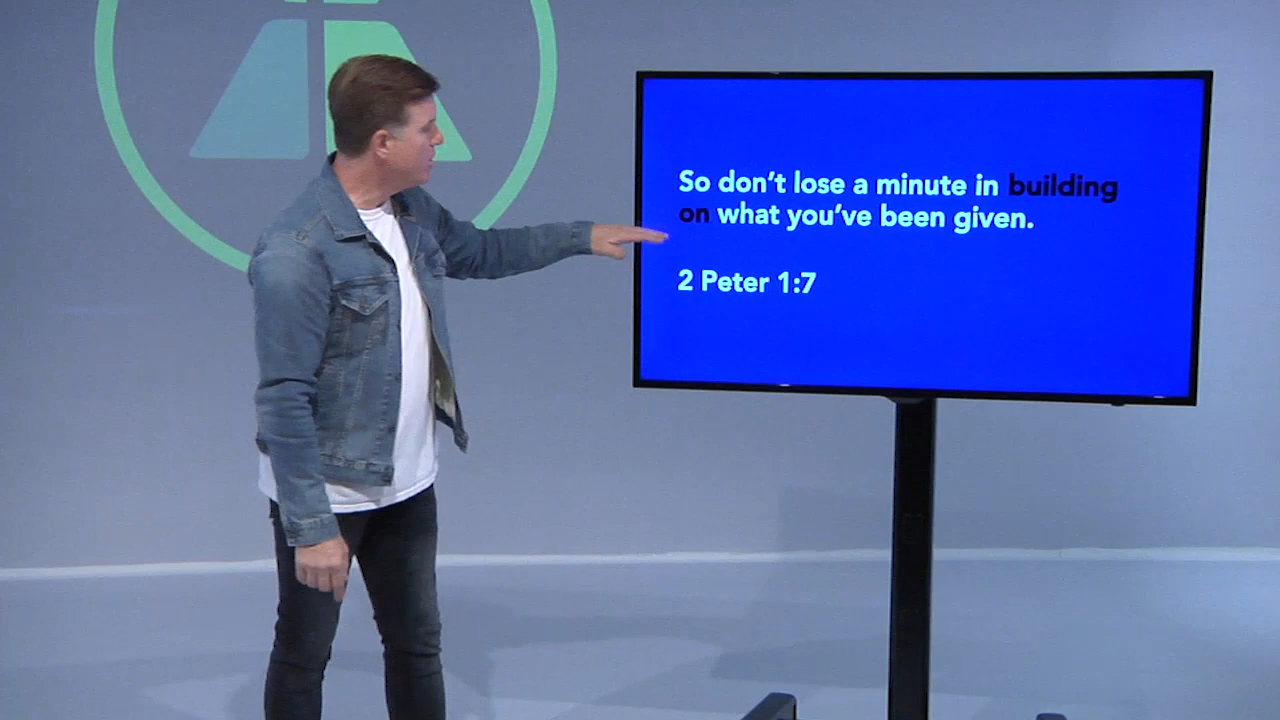 So don't lose a minute in building
on what you've been given.
2 Peter 1:7